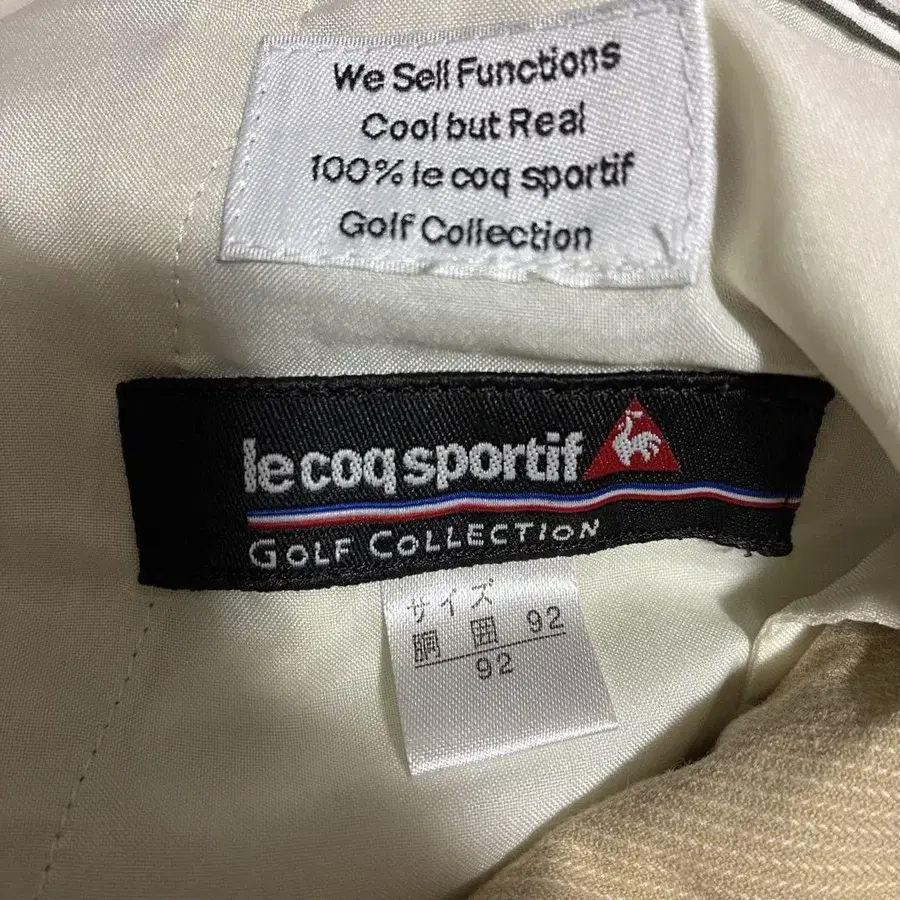 We Sell Functions
Cool but Real
100% le coq sportif
Golf Collection
le coq sportif
GOLF COLLECTION
サイズ
胴囲 92
92